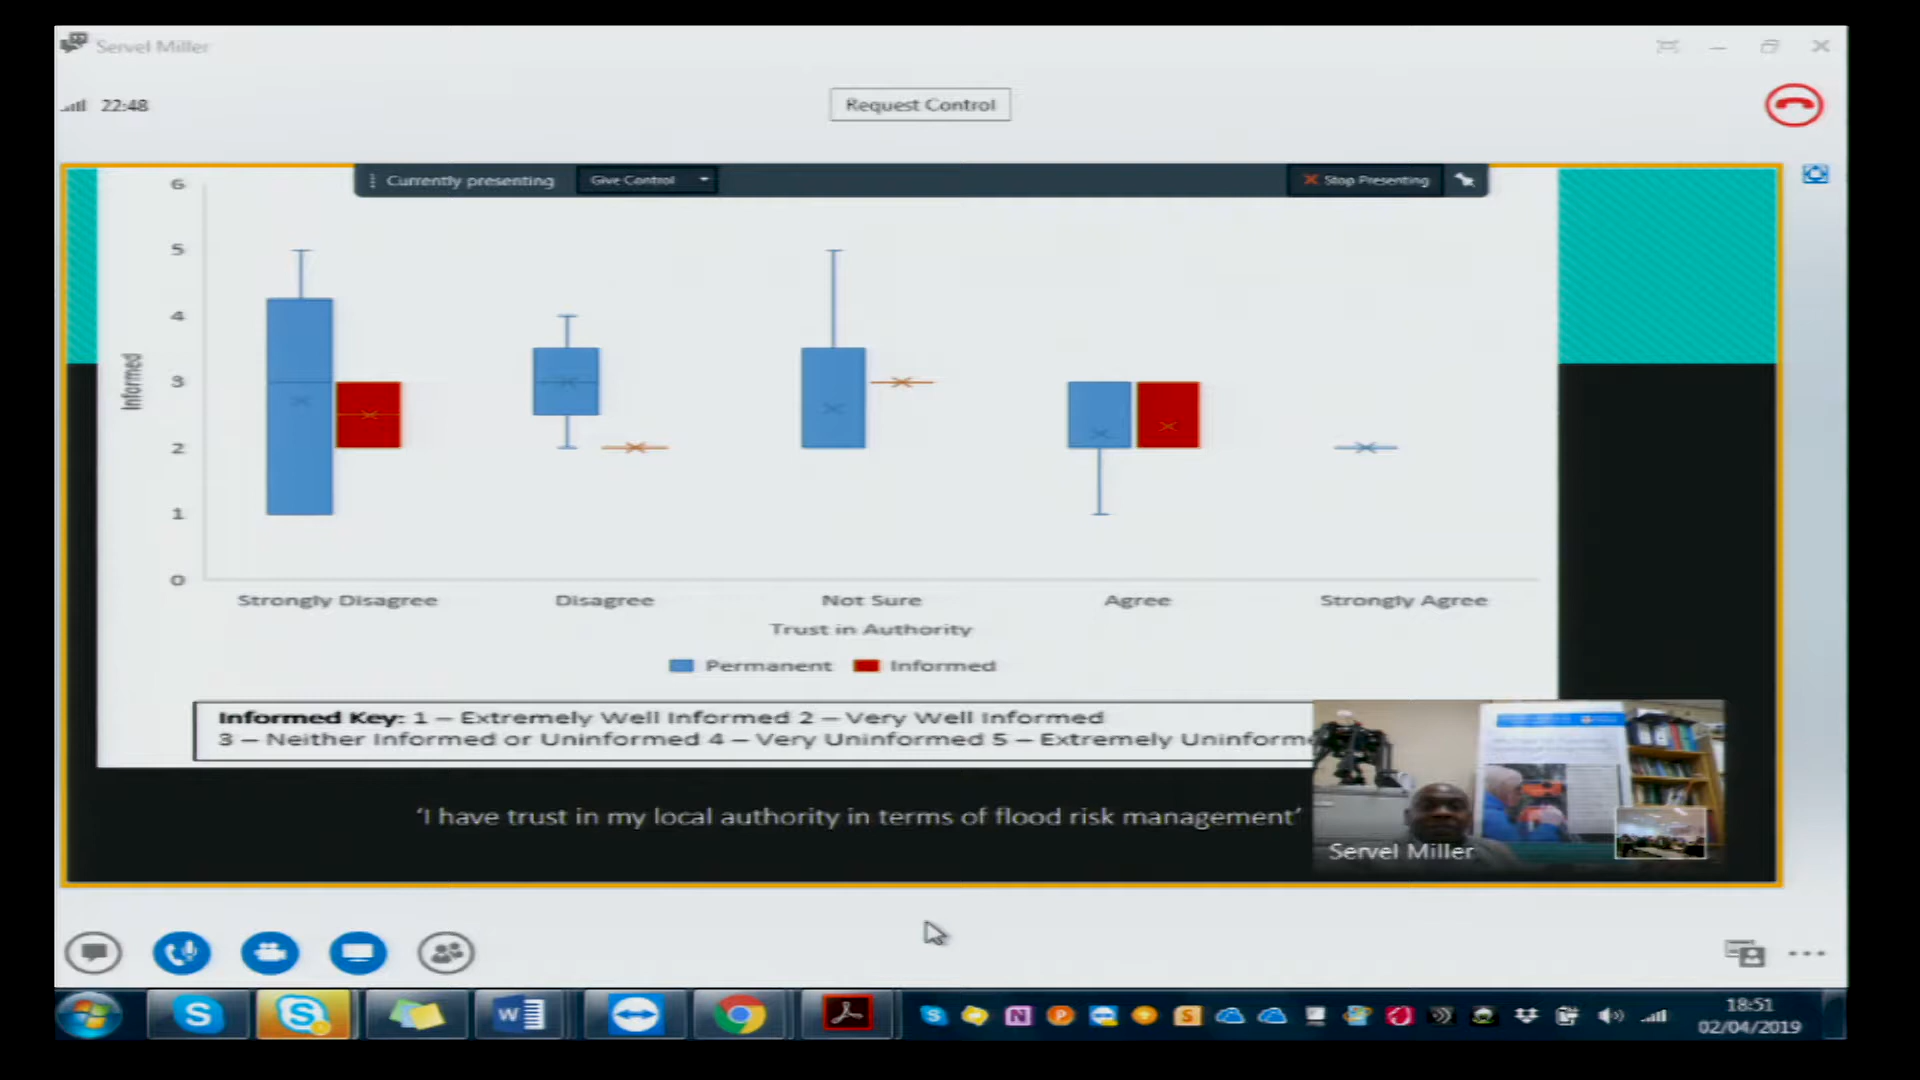 Servel Miller
22:48
Request Control
Currently presenting
Give Control
Stop Presenting
6
5
4
3
2
1
0
Informed
Strongly Disagree
Disagree
Not Sure
Agree
Strongly Agree
Trust in Authority
Permanent
Informed
Informed Key: 1 – Extremely Well Informed 2 – Very Well Informed
3 – Neither Informed or Uninformed 4 – Very Uninformed 5 – Extremely
'I have trust in my local authority in terms of flood risk management'
Servel Miller
18:51
02/04/2019